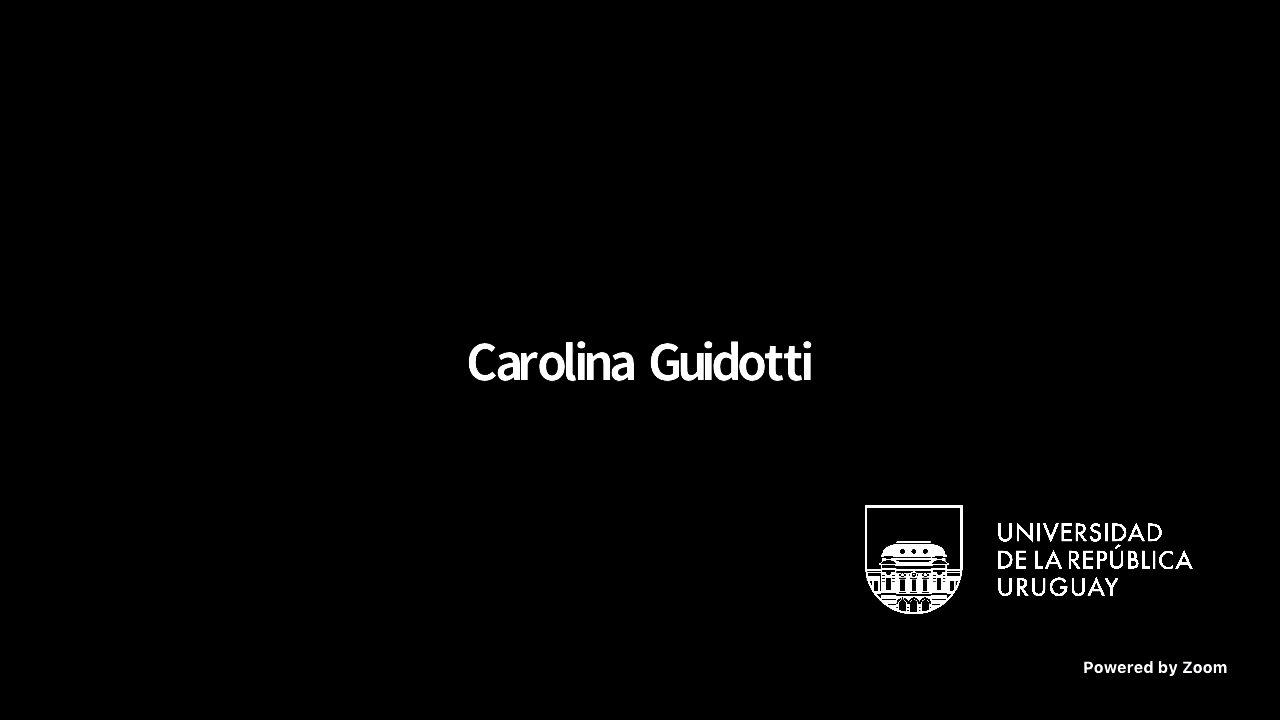 Carolina Guidotti
UNIVERSIDAD
DE LA REPÚBLICA
URUGUAY
Powered by Zoom